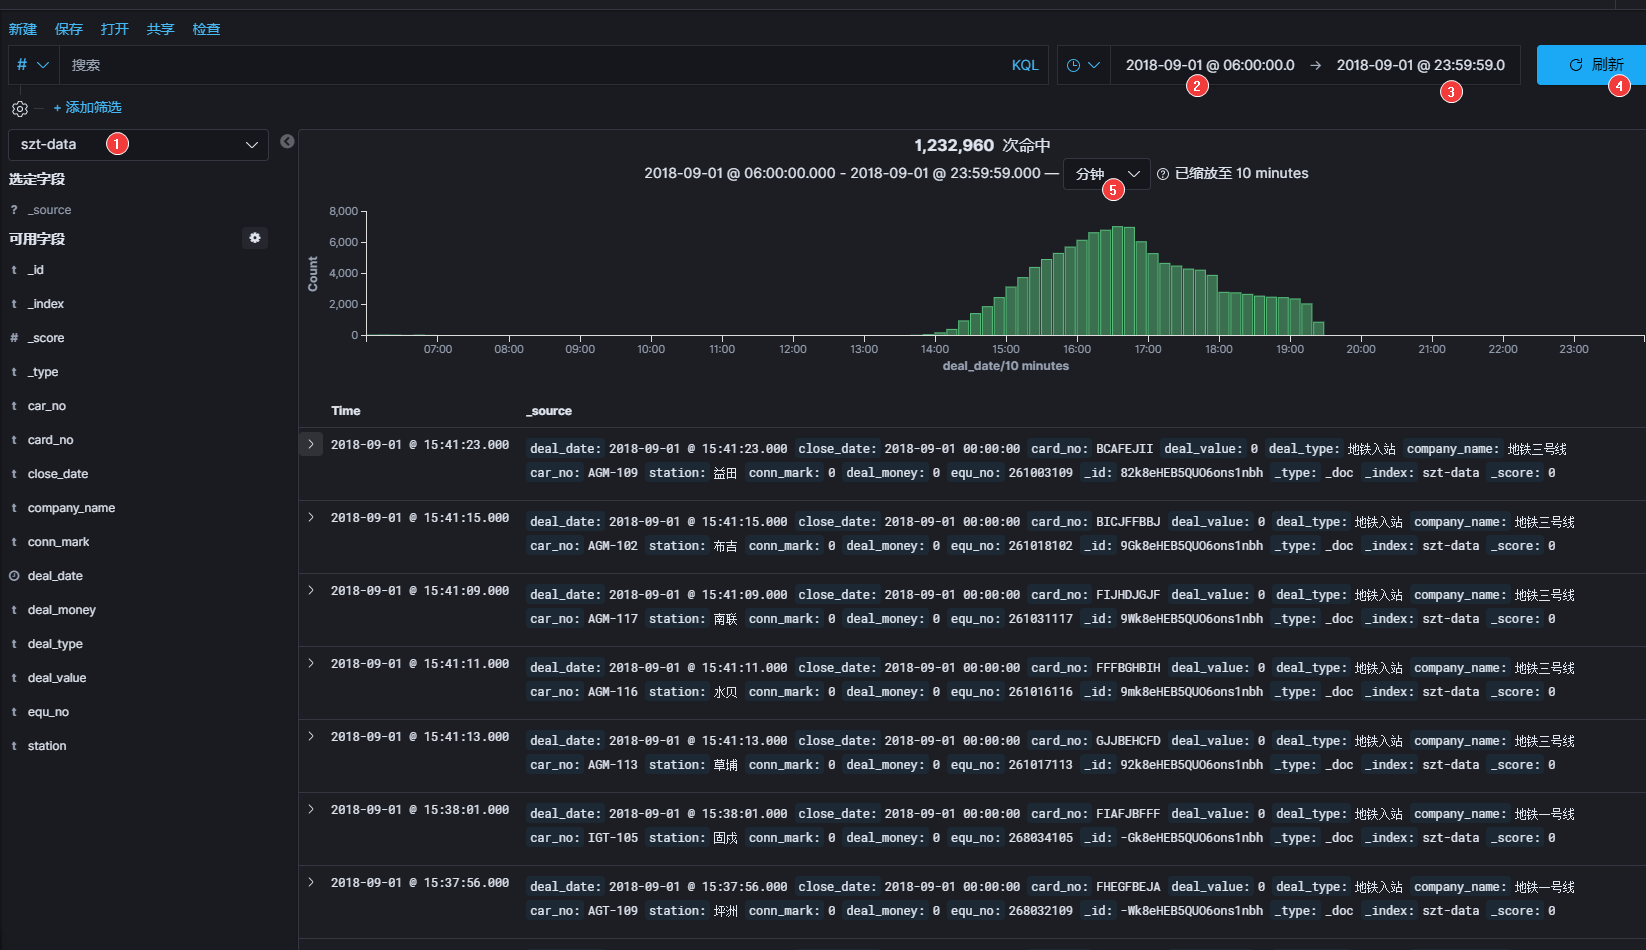 新建 保存 打开 共享 检查
# 搜索 KQL 2018-09-01 @ 06:00:00.0 → 2018-09-01 @ 23:59:59.0 刷新
2 3 4
+ 添加筛选
szt-data 1
1,232,960 次命中
2018-09-01 @ 06:00:00.000 - 2018-09-01 @ 23:59:59.000 — 分钟 已缩放至 10 minutes
5
选定字段
? _source
可用字段
t _id
t _index
# _score
t _type
t car_no
t card_no
t close_date
t company_name
t conn_mark
deal_date
t deal_money
t deal_type
t deal_value
t equ_no
t station
Count
8,000
6,000
4,000
2,000
0
07:00 08:00 09:00 10:00 11:00 12:00 13:00 14:00 15:00 16:00 17:00 18:00 19:00 20:00 21:00 22:00 23:00
deal_date/10 minutes
Time _source
2018-09-01 @ 15:41:23.000 deal_date: 2018-09-01 @ 15:41:23.000 close_date: 2018-09-01 00:00:00 card_no: BCAFEJII deal_value: 0 deal_type: 地铁入站 company_name: 地铁三号线
car_no: AGM-109 station: 益田 conn_mark: 0 deal_money: 0 equ_no: 261003109 _id: 82k8eHEB5QUO6ons1nbh _type: _doc _index: szt-data _score: 0
2018-09-01 @ 15:41:15.000 deal_date: 2018-09-01 @ 15:41:15.000 close_date: 2018-09-01 00:00:00 card_no: BICJFFBBJ deal_value: 0 deal_type: 地铁入站 company_name: 地铁三号线
car_no: AGM-102 station: 布吉 conn_mark: 0 deal_money: 0 equ_no: 261018102 _id: 9Gk8eHEB5QUO6ons1nbh _type: _doc _index: szt-data _score: 0
2018-09-01 @ 15:41:09.000 deal_date: 2018-09-01 @ 15:41:09.000 close_date: 2018-09-01 00:00:00 card_no: FIJHDJGJF deal_value: 0 deal_type: 地铁入站 company_name: 地铁三号线
car_no: AGM-117 station: 南联 conn_mark: 0 deal_money: 0 equ_no: 261031117 _id: 9Wk8eHEB5QUO6ons1nbh _type: _doc _index: szt-data _score: 0
2018-09-01 @ 15:41:11.000 deal_date: 2018-09-01 @ 15:41:11.000 close_date: 2018-09-01 00:00:00 card_no: FFFBGHBIH deal_value: 0 deal_type: 地铁入站 company_name: 地铁三号线
car_no: AGM-116 station: 水贝 conn_mark: 0 deal_money: 0 equ_no: 261016116 _id: 9mk8eHEB5QUO6ons1nbh _type: _doc _index: szt-data _score: 0
2018-09-01 @ 15:41:13.000 deal_date: 2018-09-01 @ 15:41:13.000 close_date: 2018-09-01 00:00:00 card_no: GJJBEHCFD deal_value: 0 deal_type: 地铁入站 company_name: 地铁三号线
car_no: AGM-113 station: 草埔 conn_mark: 0 deal_money: 0 equ_no: 261017113 _id: 92k8eHEB5QUO6ons1nbh _type: _doc _index: szt-data _score: 0
2018-09-01 @ 15:38:01.000 deal_date: 2018-09-01 @ 15:38:01.000 close_date: 2018-09-01 00:00:00 card_no: FIAFJBFFF deal_value: 0 deal_type: 地铁入站 company_name: 地铁一号线
car_no: IGT-105 station: 固戍 conn_mark: 0 deal_money: 0 equ_no: 268034105 _id: -Gk8eHEB5QUO6ons1nbh _type: _doc _index: szt-data _score: 0
2018-09-01 @ 15:37:56.000 deal_date: 2018-09-01 @ 15:37:56.000 close_date: 2018-09-01 00:00:00 card_no: FHEGFBEJA deal_value: 0 deal_type: 地铁入站 company_name: 地铁一号线
car_no: AGT-109 station: 坪洲 conn_mark: 0 deal_money: 0 equ_no: 268032109 _id: -Wk8eHEB5QUO6ons1nbh _type: _doc _index: szt-data _score: 0